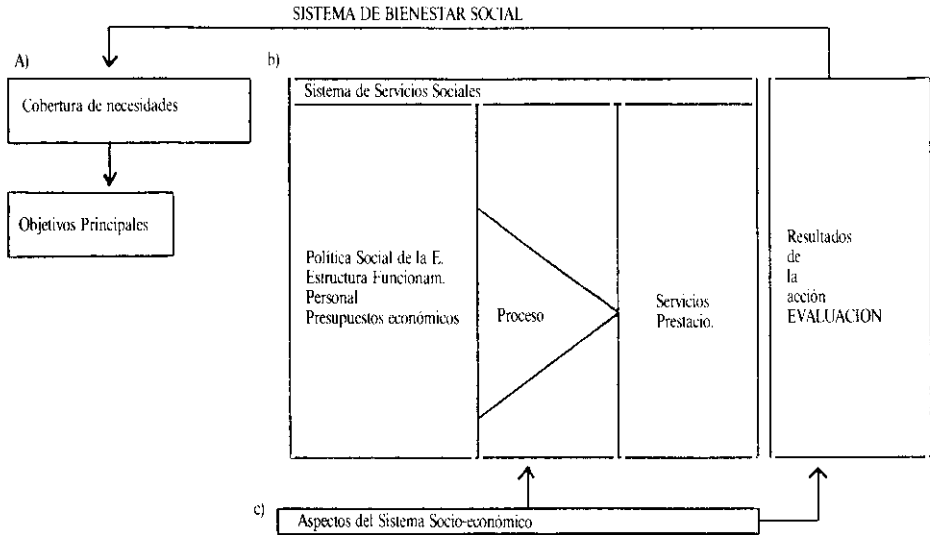 SISTEMA DE BIENESTAR SOCIAL
A)
Cobertura de necesidades
Objetivos Principales
b)
Sistema de Servicios Sociales
Política Social de la E.
Estructura Funcionam.
Personal
Presupuestos económicos
Proceso
Servicios
Prestacio.
Resultados
de
la
acción
EVALUACION
c)
Aspectos del Sistema Socio-económico